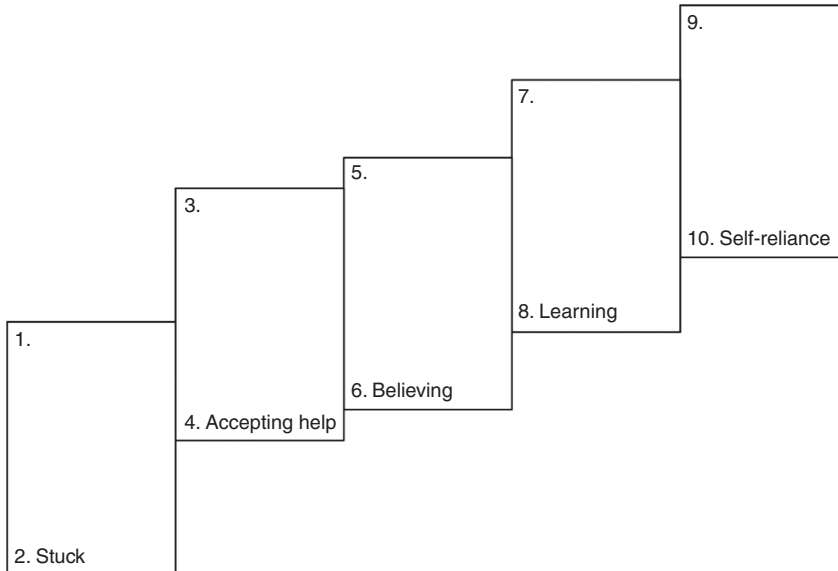 1.
2. Stuck
3.
4. Accepting help
5.
6. Believing
7.
8. Learning
9.
10. Self-reliance